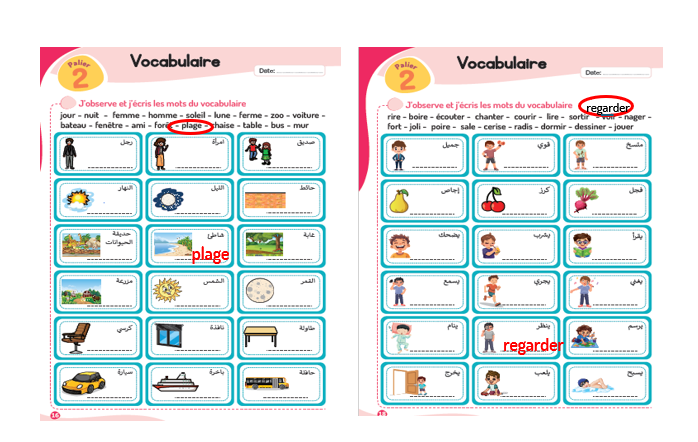 Palier
2
Vocabulaire
Date:
J'observe et j'écris les mots du vocabulaire
jour - nuit - femme - homme - soleil - lune - ferme - zoo - voiture -
bateau - fenêtre - ami - forêt - plage - chaise - table - bus - mur
رجل
امرأة
صديق
النهار
الليل
حائط
حديقة
الحيوانات
شاطئ
plage
غابة
مزرعة
الشمس
القمر
كرسي
نافذة
طاولة
سيارة
باخرة
حافلة
16
Palier
2
Vocabulaire
Date:
J'observe et j'écris les mots du vocabulaire
regarder
rire - boire - écouter - chanter - courir - lire - sortir - voir - nager -
fort - joli - poire - sale - cerise - radis - dormir - dessiner - jouer
جميل
قوي
متسخ
إجاص
كرز
فجل
يضحك
يشرب
يقرأ
يسمع
يجري
يغني
ينام
ينظر
regarder
يرسم
يخرج
يلعب
يسبح